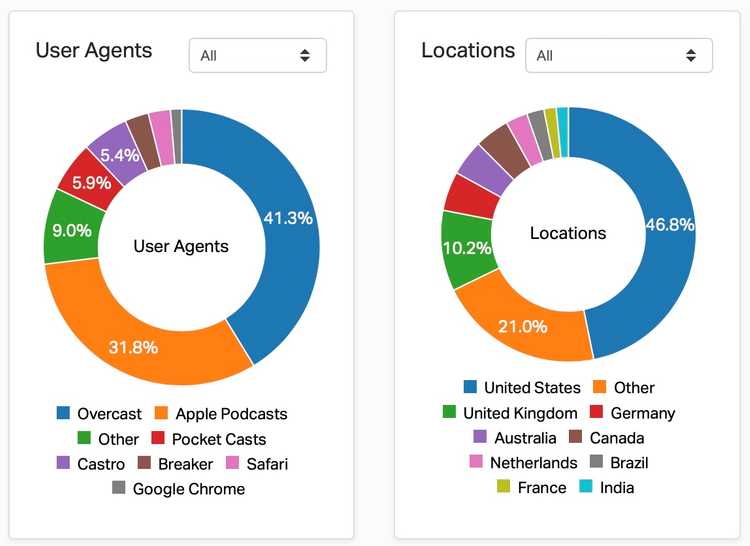 User Agents
All
41.3%
31.8%
9.0%
5.9%
5.4%
User Agents
Overcast Apple Podcasts
Other Pocket Casts
Castro Breaker Safari
Google Chrome
Locations
All
46.8%
21.0%
10.2%
Locations
United States Other
United Kingdom Germany
Australia Canada
Netherlands Brazil
France India